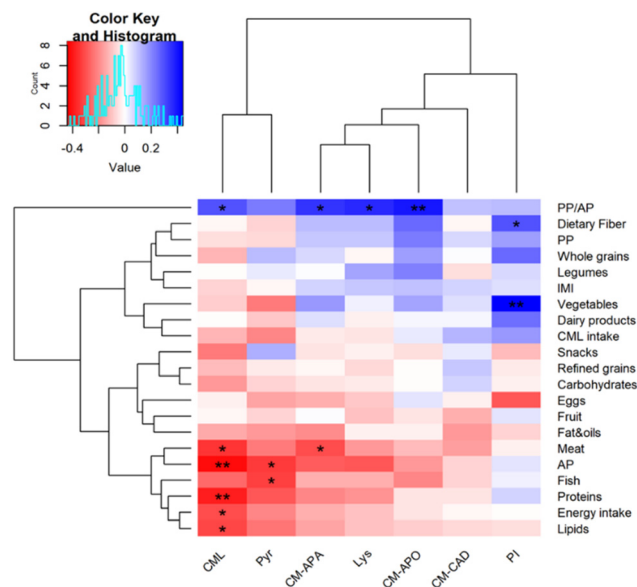 Color Key
and Histogram
Count
0 2 4 6 8
-0.4 0 0.2
Value
* * * ** PP/AP
* Dietary Fiber
PP
Whole grains
Legumes
IMI
** Vegetables
Dairy products
CML intake
Snacks
Refined grains
Carbohydrates
Eggs
Fruit
Fat&oils
* * Meat
** * AP
* Fish
** Proteins
* Energy intake
* Lipids
CML Pyr CM-APA Lys CM-APO CM-CAD PI